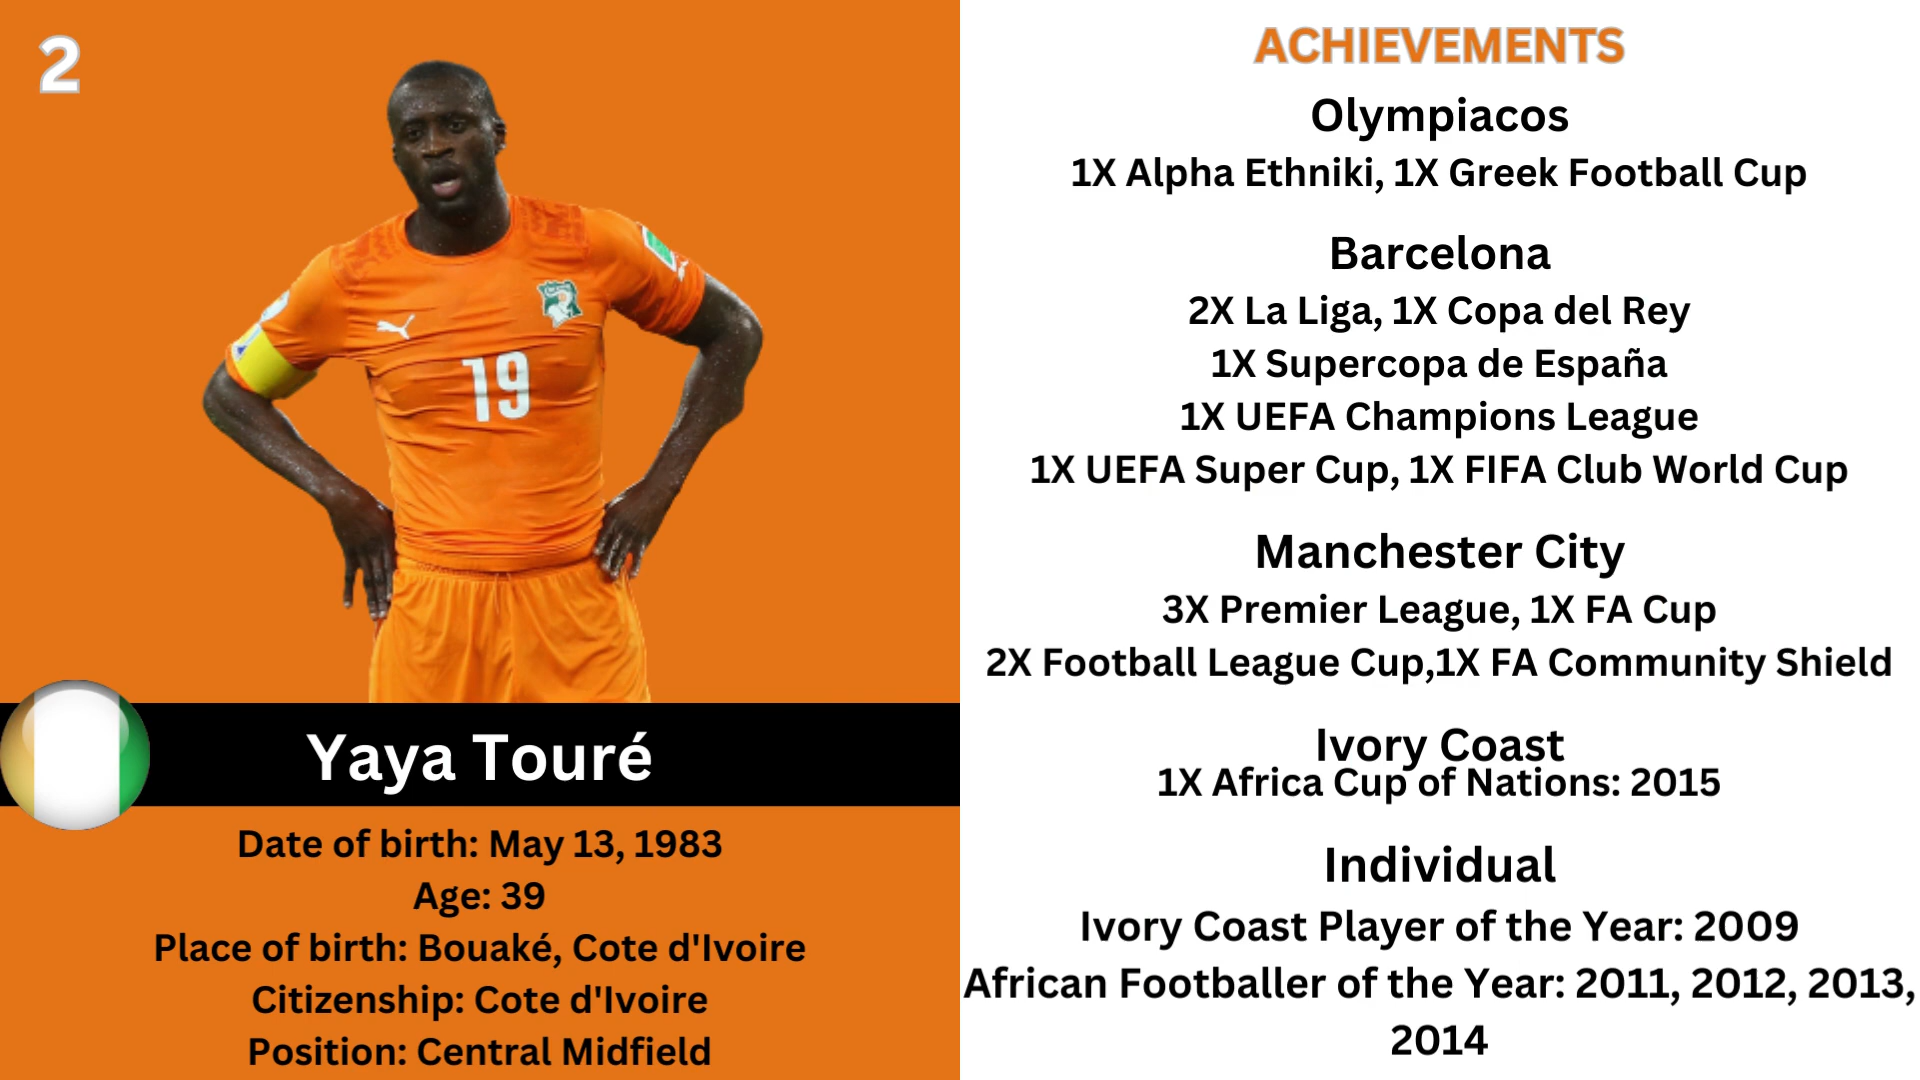 2
19
Yaya Touré
Date of birth: May 13, 1983
Age: 39
Place of birth: Bouaké, Cote d'Ivoire
Citizenship: Cote d'Ivoire
Position: Central Midfield
ACHIEVEMENTS
Olympiacos
1X Alpha Ethniki, 1X Greek Football Cup
Barcelona
2X La Liga, 1X Copa del Rey
1X Supercopa de España
1X UEFA Champions League
1X UEFA Super Cup, 1X FIFA Club World Cup
Manchester City
3X Premier League, 1X FA Cup
2X Football League Cup,1X FA Community Shield
Ivory Coast
1X Africa Cup of Nations: 2015
Individual
Ivory Coast Player of the Year: 2009
African Footballer of the Year: 2011, 2012, 2013,
2014